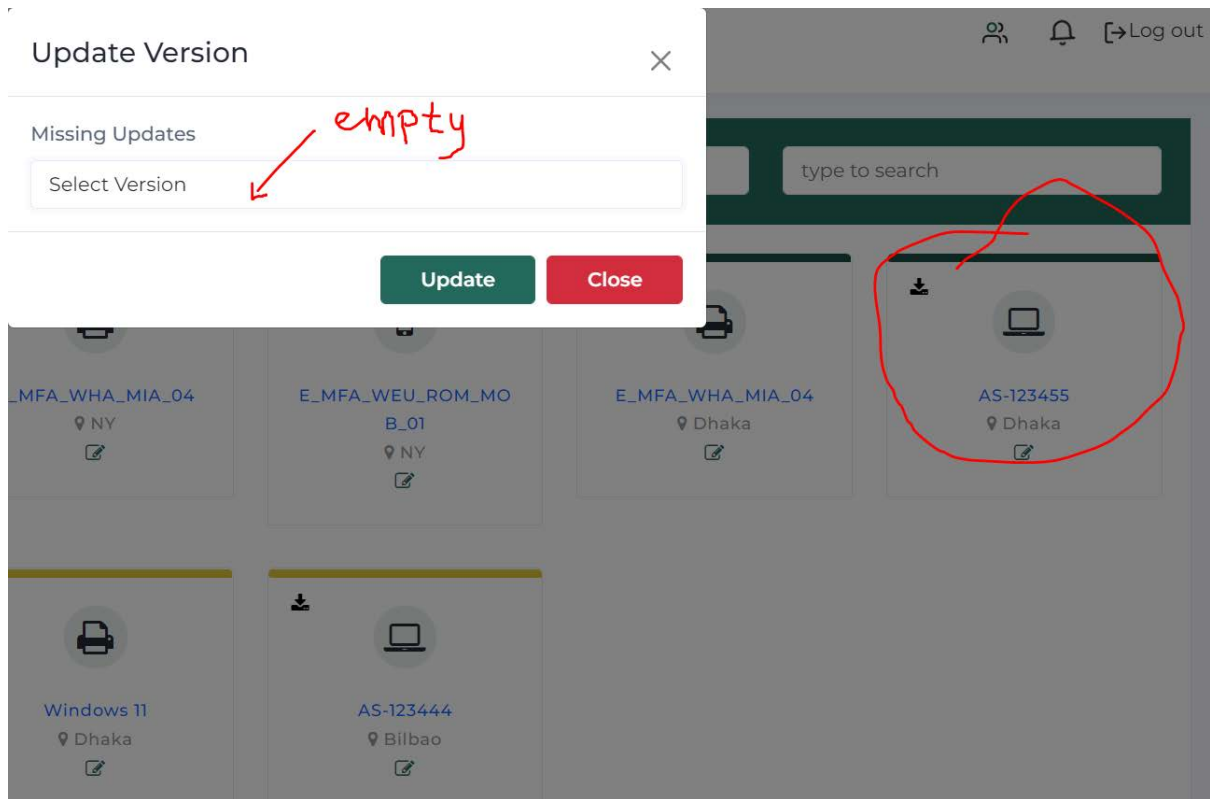 Update Version
Log out
Missing Updates
empty
Select Version
type to search
Update
Close
_MFA_WHA_MIA_04
NY
E_MFA_WEU_ROM_MO
B_01
NY
E_MFA_WHA_MIA_04
Dhaka
AS-123455
Dhaka
Windows 11
Dhaka
AS-123444
Bilbao